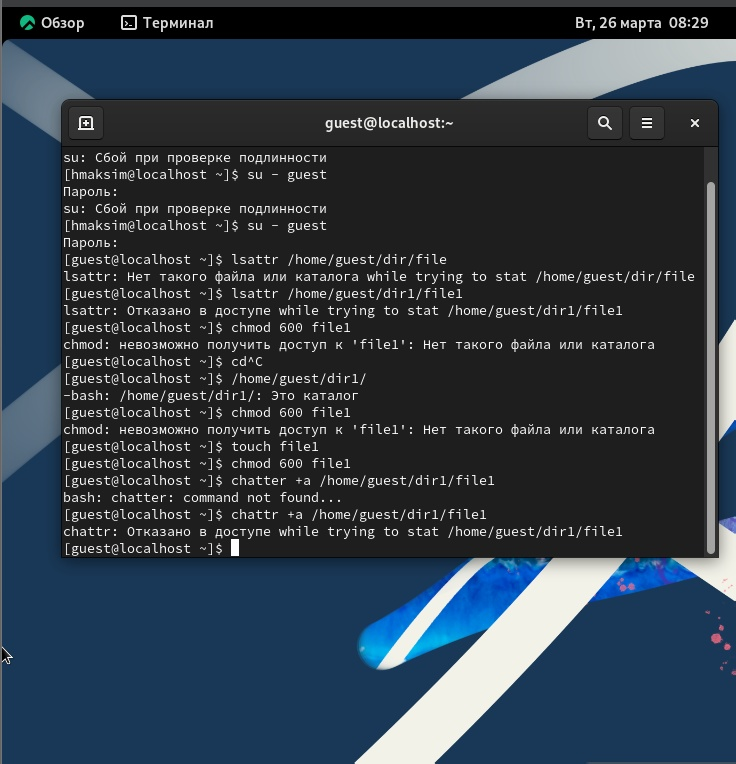 Обзор
Терминал
Вт, 26 марта 08:29
guest@localhost:~
su: Сбой при проверке подлинности
[hmaksim@localhost ~]$ su - guest
Пароль:
su: Сбой при проверке подлинности
[hmaksim@localhost ~]$ su - guest
Пароль:
[guest@localhost ~]$ lsattr /home/guest/dir/file
lsattr: Нет такого файла или каталога while trying to stat /home/guest/dir/file
[guest@localhost ~]$ lsattr /home/guest/dir1/file1
lsattr: Отказано в доступе while trying to stat /home/guest/dir1/file1
[guest@localhost ~]$ chmod 600 file1
chmod: невозможно получить доступ к 'file1': Нет такого файла или каталога
[guest@localhost ~]$ cd^C
[guest@localhost ~]$ /home/guest/dir1/
-bash: /home/guest/dir1/: Это каталог
[guest@localhost ~]$ chmod 600 file1
chmod: невозможно получить доступ к 'file1': Нет такого файла или каталога
[guest@localhost ~]$ touch file1
[guest@localhost ~]$ chmod 600 file1
[guest@localhost ~]$ chatter +a /home/guest/dir1/file1
bash: chatter: command not found...
[guest@localhost ~]$ chattr +a /home/guest/dir1/file1
chattr: Отказано в доступе while trying to stat /home/guest/dir1/file1
[guest@localhost ~]$